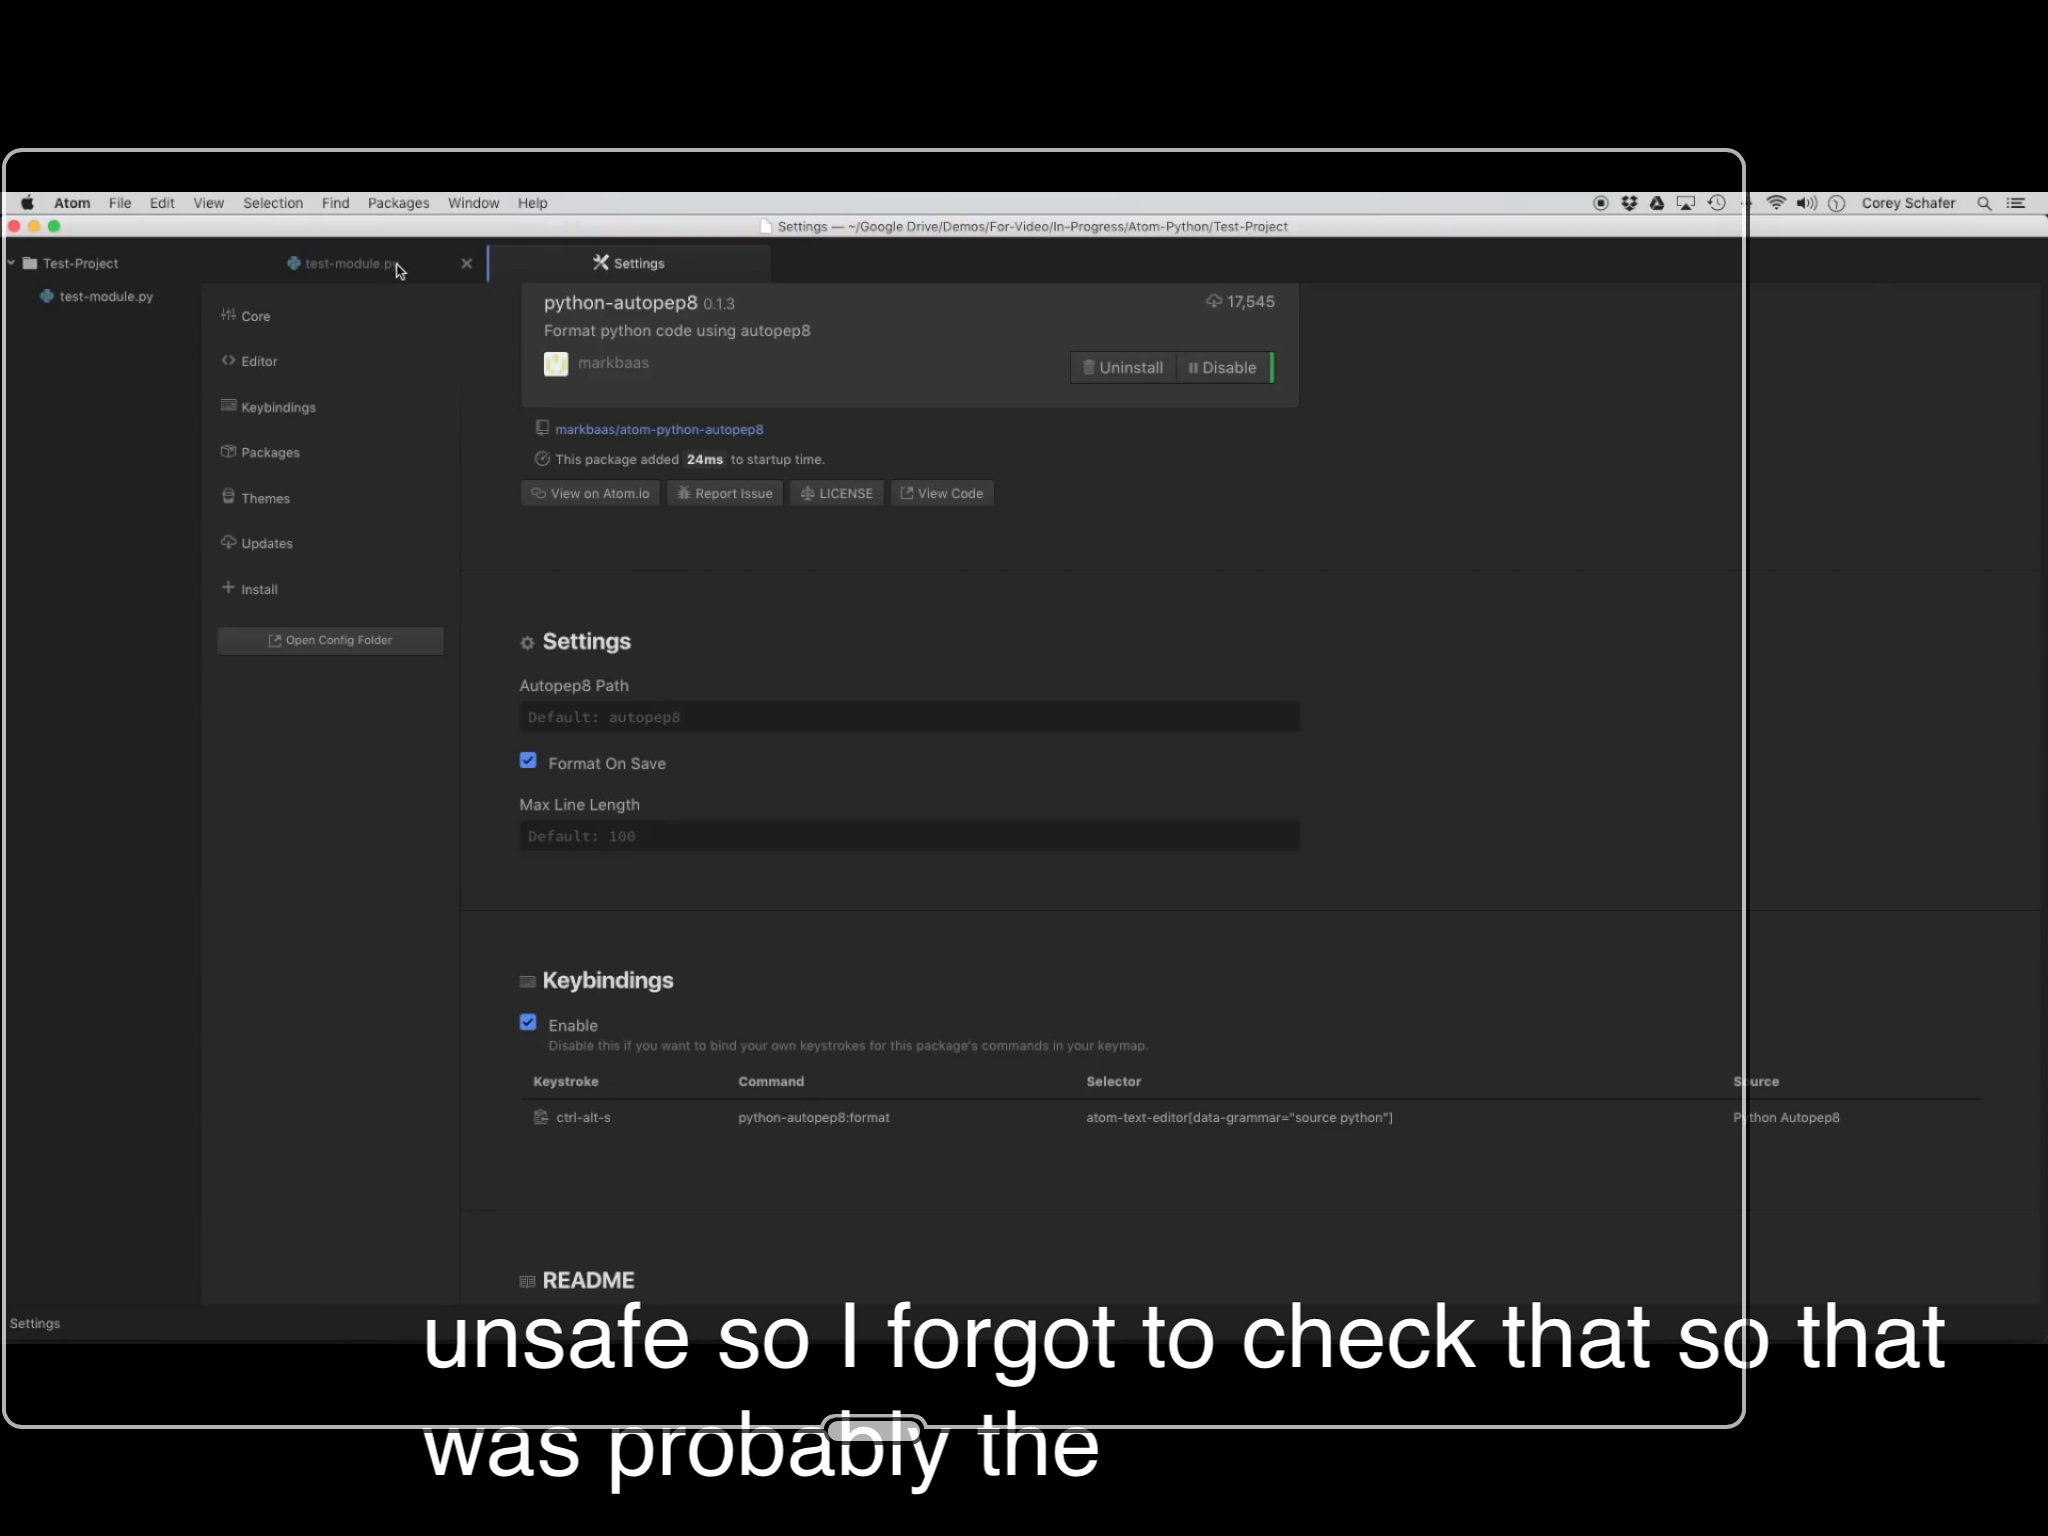 Atom File Edit View Selection Find Packages Window Help Corey Schafer
Settings — ~/Google Drive/Demos/For-Video/In-Progress/Atom-Python/Test-Project
Test-Project
test-module.py
test-module.py
Settings
Core
Editor
Keybindings
Packages
Themes
Updates
Install
Open Config Folder
python-autopep8 0.1.3 17,545
Format python code using autopep8
markbaas
Uninstall Disable
markbaas/atom-python-autopep8
This package added 24ms to startup time.
View on Atom.io Report Issue LICENSE View Code
Settings
Autopep8 Path
Default: autopep8
Format On Save
Max Line Length
Default: 100
Keybindings
Enable
Disable this if you want to bind your own keystrokes for this package's commands in your keymap.
Keystroke Command Selector Source
ctrl-alt-s python-autopep8:format atom-text-editor[data-grammar="source python"] Python Autopep8
README
Settings
unsafe so I forgot to check that so that
was probably the